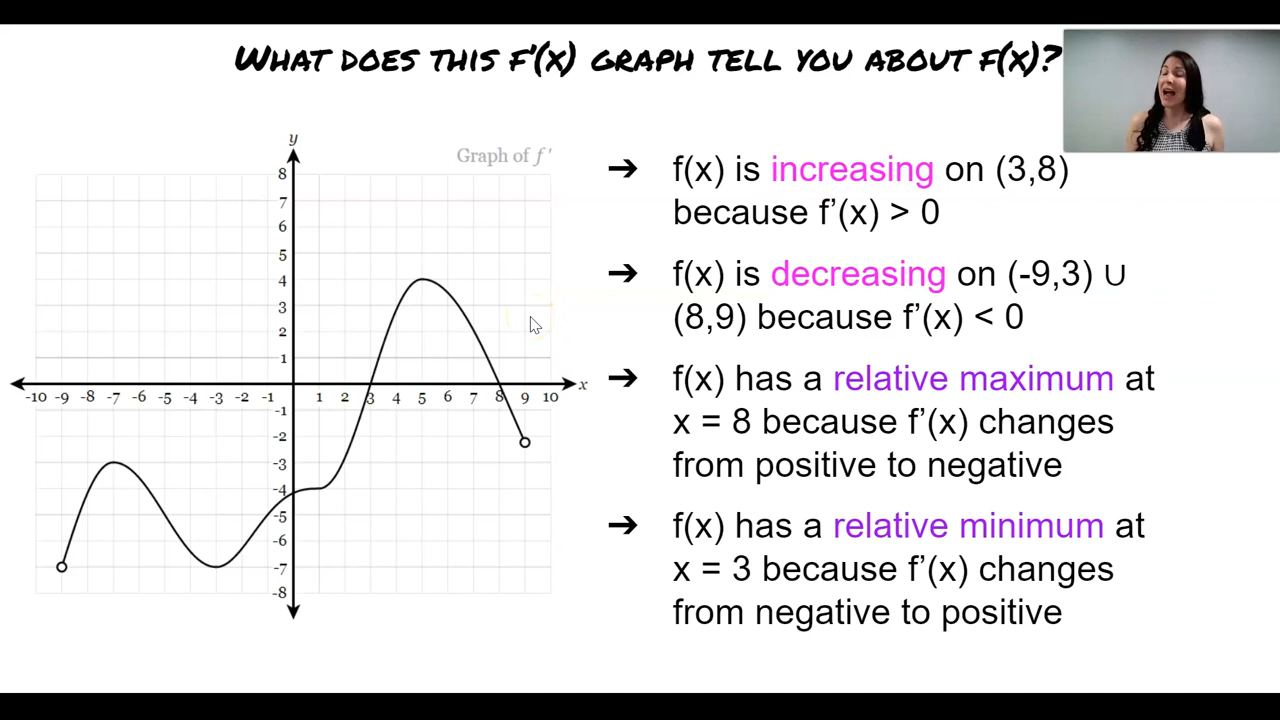 WHAT DOES THIS F'(X) GRAPH TELL YOU ABOUT F(X)?
y
Graph of f'
8
7
6
5
4
3
2
1
x
-10 -9 -8 -7 -6 -5 -4 -3 -2 -1 1 2 3 4 5 6 7 8 9 10
-1
-2
-3
-4
-5
-6
-7
-8
➔ f(x) is increasing on (3,8)
because f’(x) > 0
➔ f(x) is decreasing on (-9,3) ∪
(8,9) because f’(x) < 0
➔ f(x) has a relative maximum at
x = 8 because f’(x) changes
from positive to negative
➔ f(x) has a relative minimum at
x = 3 because f’(x) changes
from negative to positive